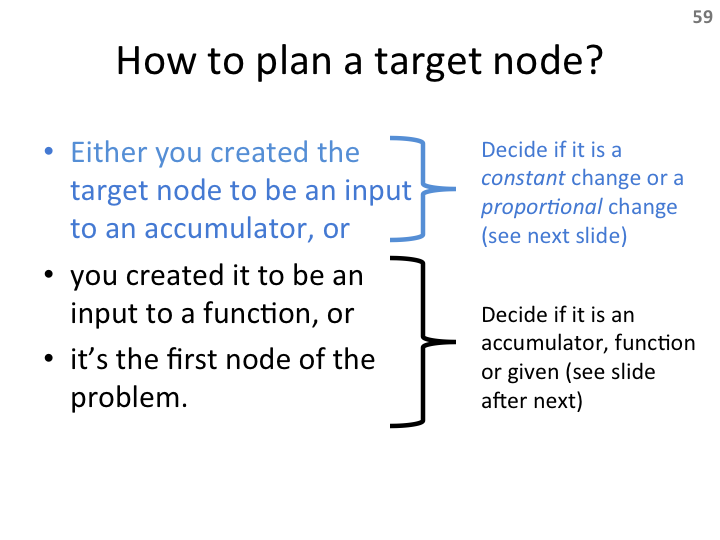 59
How to plan a target node?
• Either you created the
target node to be an input
to an accumulator, or
• you created it to be an
input to a function, or
• it's the first node of the
problem.
Decide if it is a
constant change or a
proportional change
(see next slide)
Decide if it is an
accumulator, function
or given (see slide
after next)